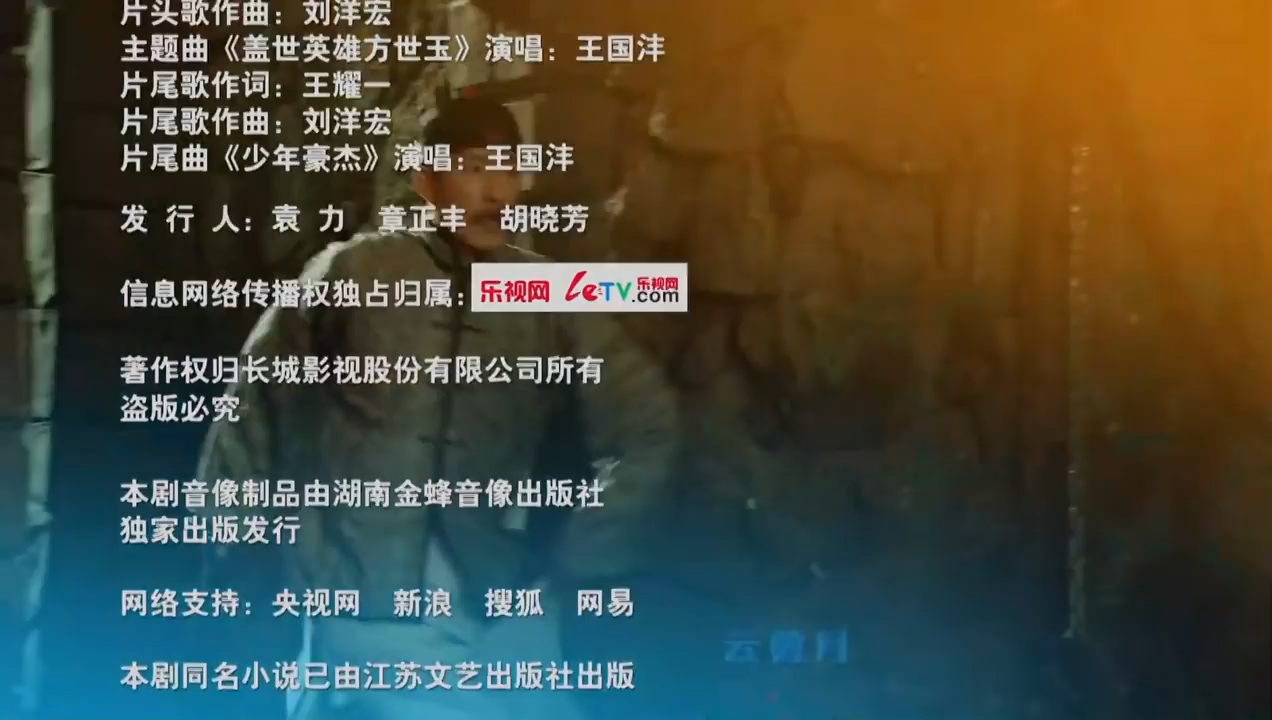 片头歌作曲：刘洋宏
主题曲《盖世英雄方世玉》演唱：王国沣
片尾歌作词：王耀一
片尾歌作曲：刘洋宏
片尾曲《少年豪杰》演唱：王国沣
发 行 人：袁 力 章正丰 胡晓芳
信息网络传播权独占归属：乐视网 LeTV.com 乐视网
著作权归长城影视股份有限公司所有
盗版必究
本剧音像制品由湖南金蜂音像出版社
独家出版发行
网络支持：央视网 新浪 搜狐 网易
本剧同名小说已由江苏文艺出版社出版